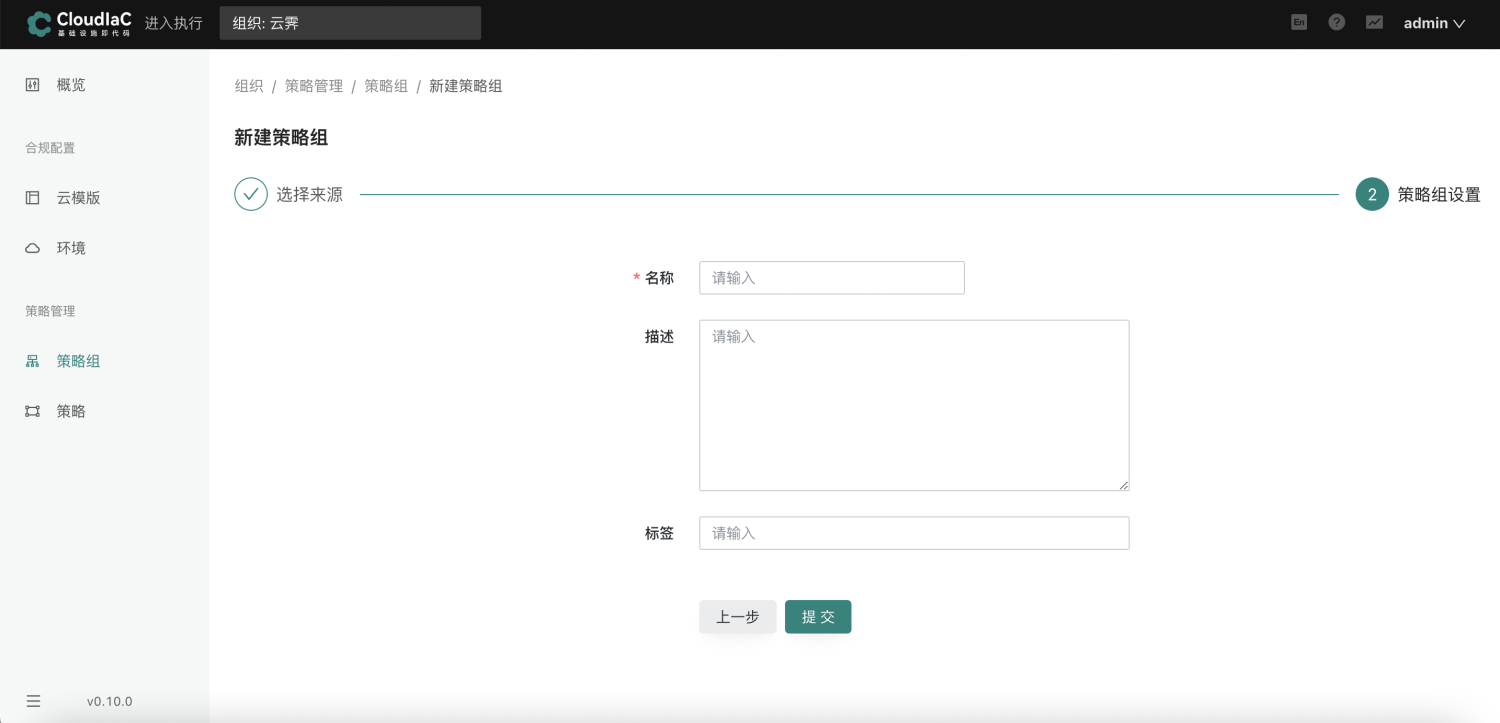 CloudIaC
基础设施即代码
进入执行
组织: 云霁
En
?
admin
概览
合规配置
云模版
环境
策略管理
策略组
策略
v0.10.0
组织 / 策略管理 / 策略组 / 新建策略组
新建策略组
选择来源
2 策略组设置
* 名称 请输入
描述 请输入
标签 请输入
上一步 提 交